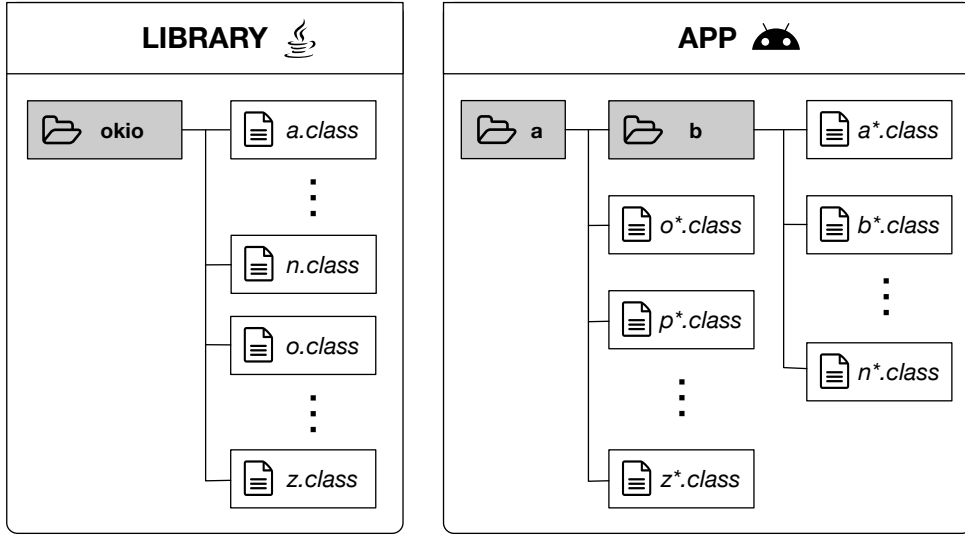 LIBRARY
okio
a.class
n.class
o.class
z.class
APP
a
b
a*.class
o*.class
b*.class
p*.class
n*.class
z*.class